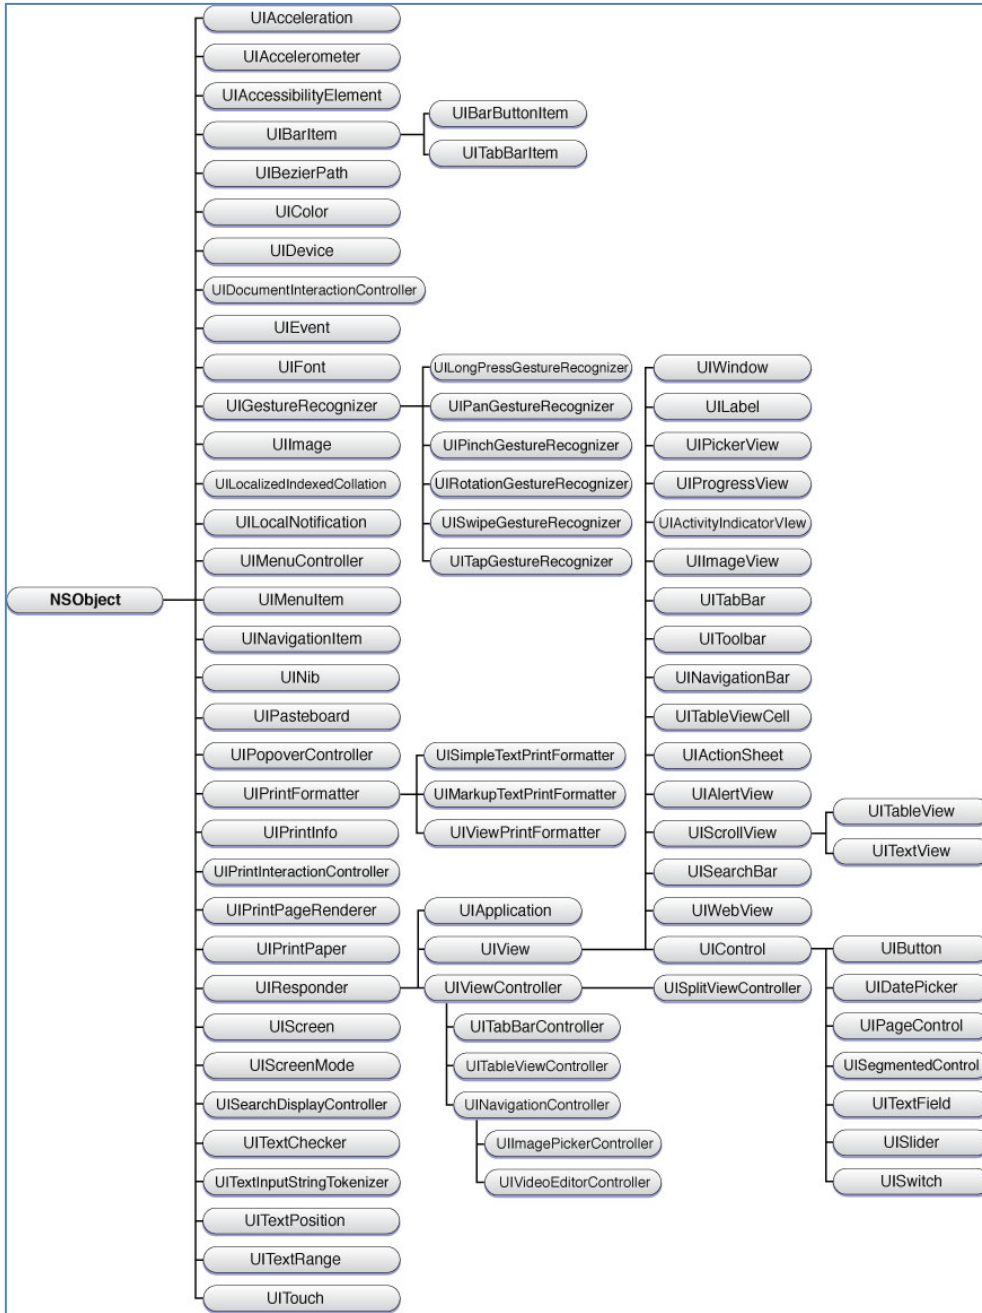 UIAcceleration
UIAccelerometer
UIAccessibilityElement
UIBarItem
UIBarButtonItem
UITabBarItem
UIBezierPath
UIColor
UIDevice
UIDocumentInteractionController
UIEvent
UIFont
UIGestureRecognizer
UILongPressGestureRecognizer
UIPanGestureRecognizer
UIPinchGestureRecognizer
UIRotationGestureRecognizer
UISwipeGestureRecognizer
UITapGestureRecognizer
UIImage
UILocalizedIndexedCollation
UILocalNotification
UIMenuController
NSObject
UIMenuItem
UINavigationItem
UINib
UIPasteboard
UIPopoverController
UIPrintFormatter
UISimpleTextPrintFormatter
UIMarkupTextPrintFormatter
UIViewPrintFormatter
UIPrintInfo
UIPrintInteractionController
UIPrintPageRenderer
UIPrintPaper
UIResponder
UIApplication
UIView
UIWindow
UILabel
UIPickerView
UIProgressView
UIActivityIndicatorVIew
UIImageView
UITabBar
UIToolbar
UINavigationBar
UITableViewCell
UIActionSheet
UIAlertView
UIScrollView
UITableView
UITextView
UISearchBar
UIWebView
UIControl
UIButton
UIDatePicker
UIPageControl
UISegmentedControl
UITextField
UISlider
UISwitch
UIViewController
UISplitViewController
UITabBarController
UITableViewController
UINavigationController
UIImagePickerController
UIVideoEditorController
UIScreen
UIScreenMode
UISearchDisplayController
UITextChecker
UITextInputStringTokenizer
UITextPosition
UITextRange
UITouch